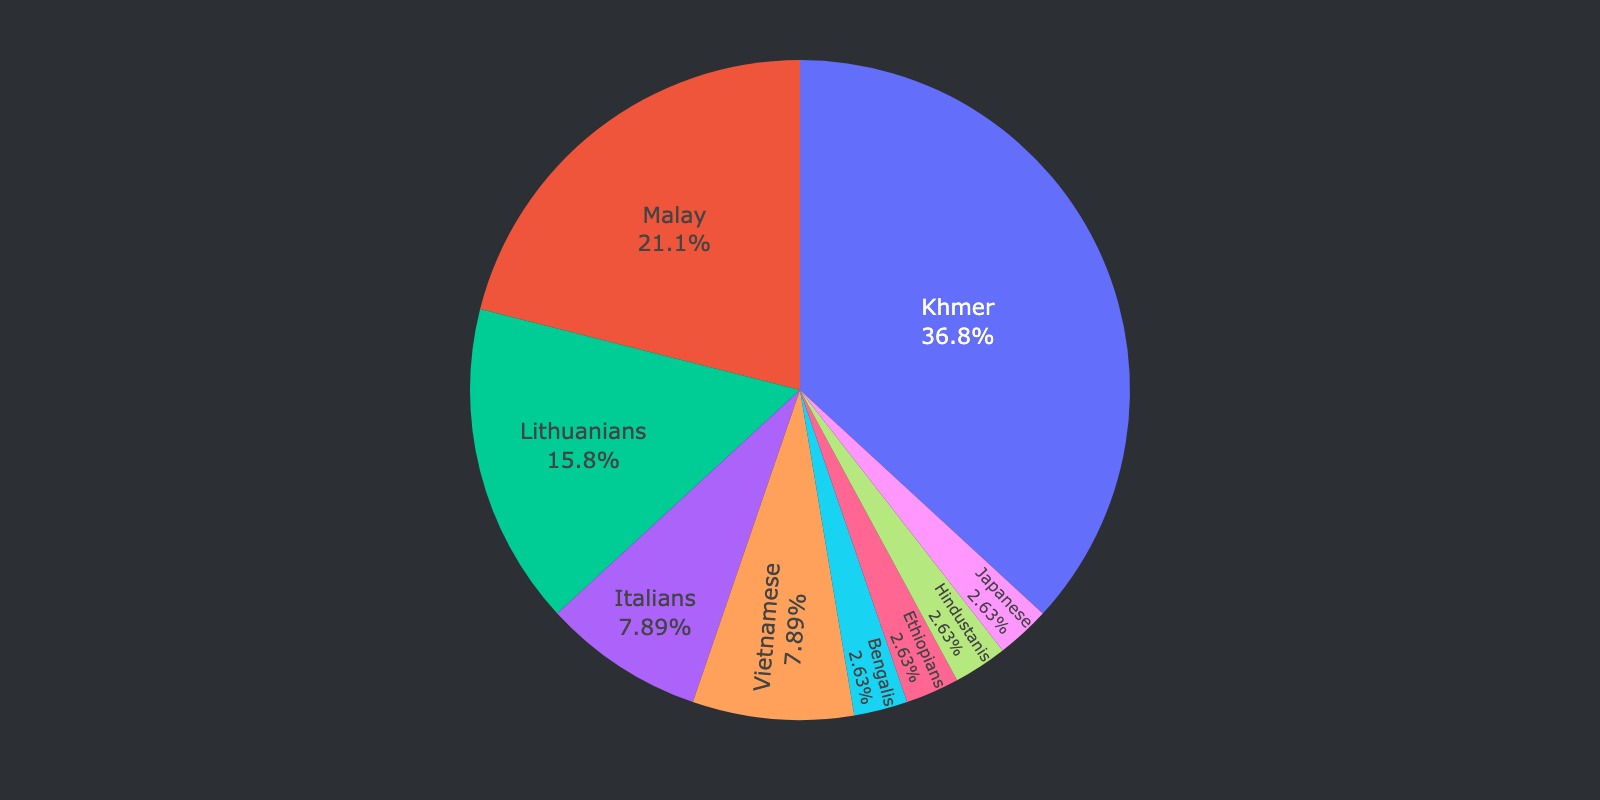 Malay
21.1%
Khmer
36.8%
Lithuanians
15.8%
Italians
7.89%
Vietnamese
7.89%
Bengalis
2.63%
Ethiopians
2.63%
Hindustanis
2.63%
Japanese
2.63%